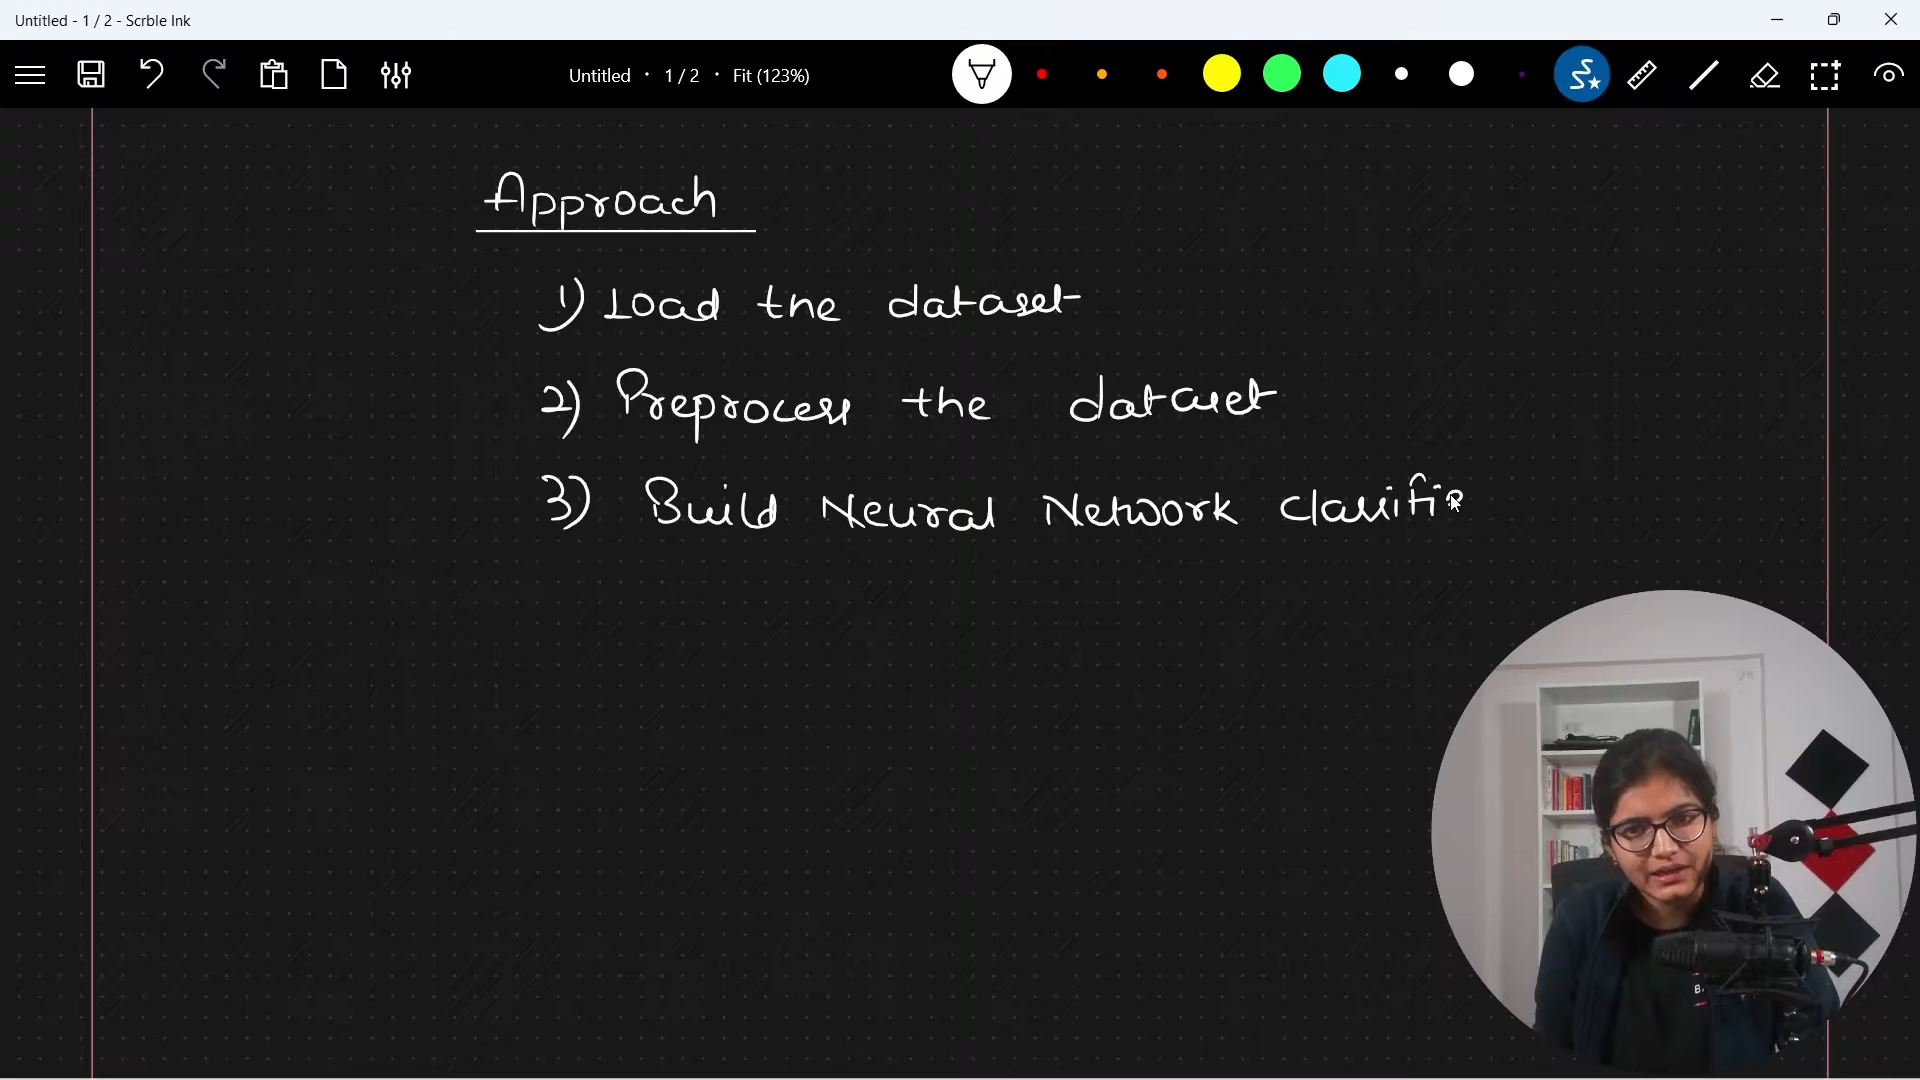 Untitled - 1 / 2 - Scrble Ink
Untitled • 1 / 2 • Fit (123%)
Approach
1) Load the dataset
2) Preprocess the dataset
3) Build Neural Network classifie